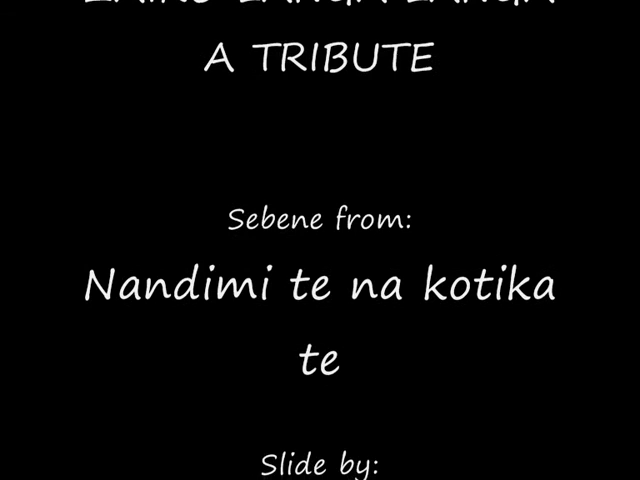 A TRIBUTE
Sebene from:
Nandimi te na kotika
te
Slide by: